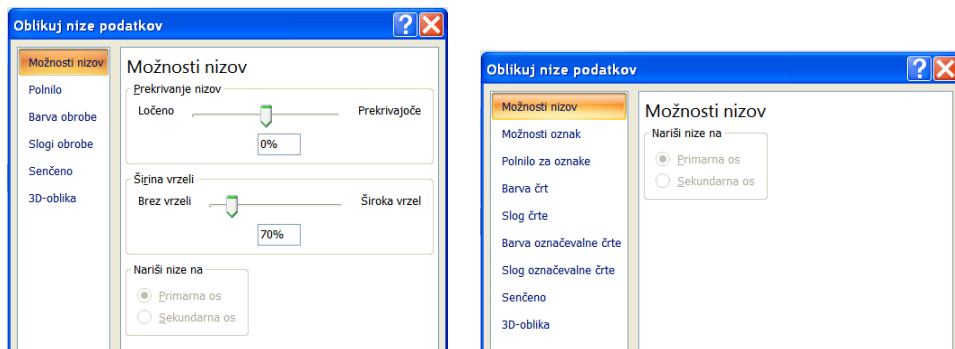 Oblikuj nize podatkov
Možnosti nizov
Polnilo
Barva obrobe
Slogi obrobe
Senčeno
3D-oblika
Možnosti nizov
Prekrivanje nizov
Ločeno Prekrivajoče
0%
Širina vrzeli
Brez vrzeli Široka vrzel
70%
Nariši nize na
Primarna os
Sekundarna os
Oblikuj nize podatkov
Možnosti nizov
Možnosti oznak
Polnilo za oznake
Barva črt
Slog črte
Barva označevalne črte
Slog označevalne črte
Senčeno
3D-oblika
Možnosti nizov
Nariši nize na
Primarna os
Sekundarna os